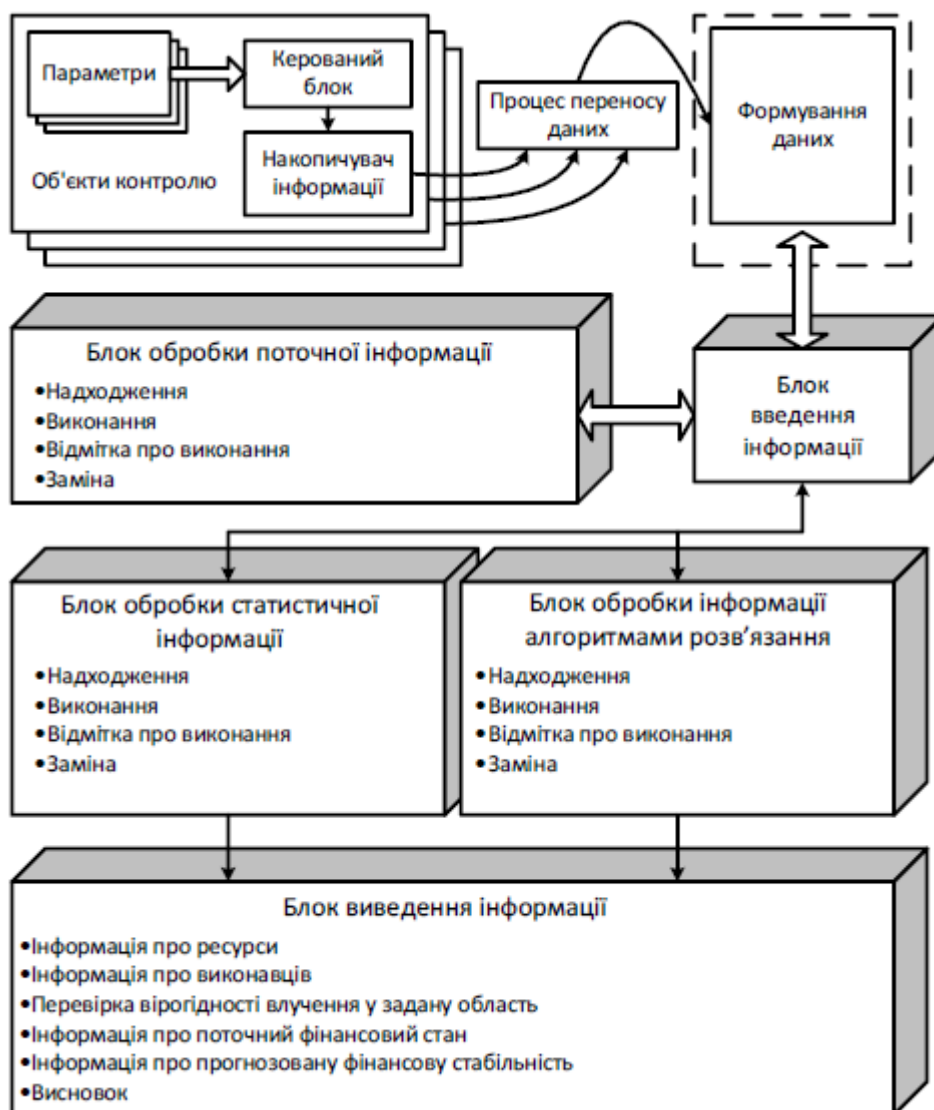 Параметри
Керований
блок
Накопичувач
інформації
Об'єкти контролю
Процес переносу
даних
Формування
даних
Блок обробки поточної інформації
•Надходження
•Виконання
•Відмітка про виконання
•Заміна
Блок
введення
інформації
Блок обробки статистичної
інформації
•Надходження
•Виконання
•Відмітка про виконання
•Заміна
Блок обробки інформації
алгоритмами розв’язання
•Надходження
•Виконання
•Відмітка про виконання
•Заміна
Блок виведення інформації
•Інформація про ресурси
•Інформація про виконавців
•Перевірка вірогідності влучення у задану область
•Інформація про поточний фінансовий стан
•Інформація про прогнозовану фінансову стабільність
•Висновок